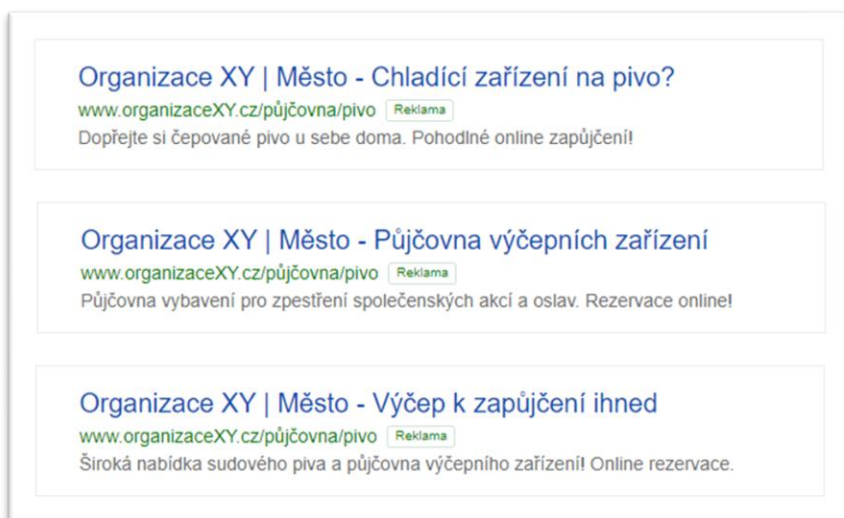 Organizace XY | Město - Chladící zařízení na pivo?
www.organizaceXY.cz/půjčovna/pivo Reklama
Dopřejte si čepované pivo u sebe doma. Pohodlné online zapůjčení!
Organizace XY | Město - Půjčovna výčepních zařízení
www.organizaceXY.cz/půjčovna/pivo Reklama
Půjčovna vybavení pro zpestření společenských akcí a oslav. Rezervace online!
Organizace XY | Město - Výčep k zapůjčení ihned
www.organizaceXY.cz/půjčovna/pivo Reklama
Široká nabídka sudového piva a půjčovna výčepního zařízení! Online rezervace.